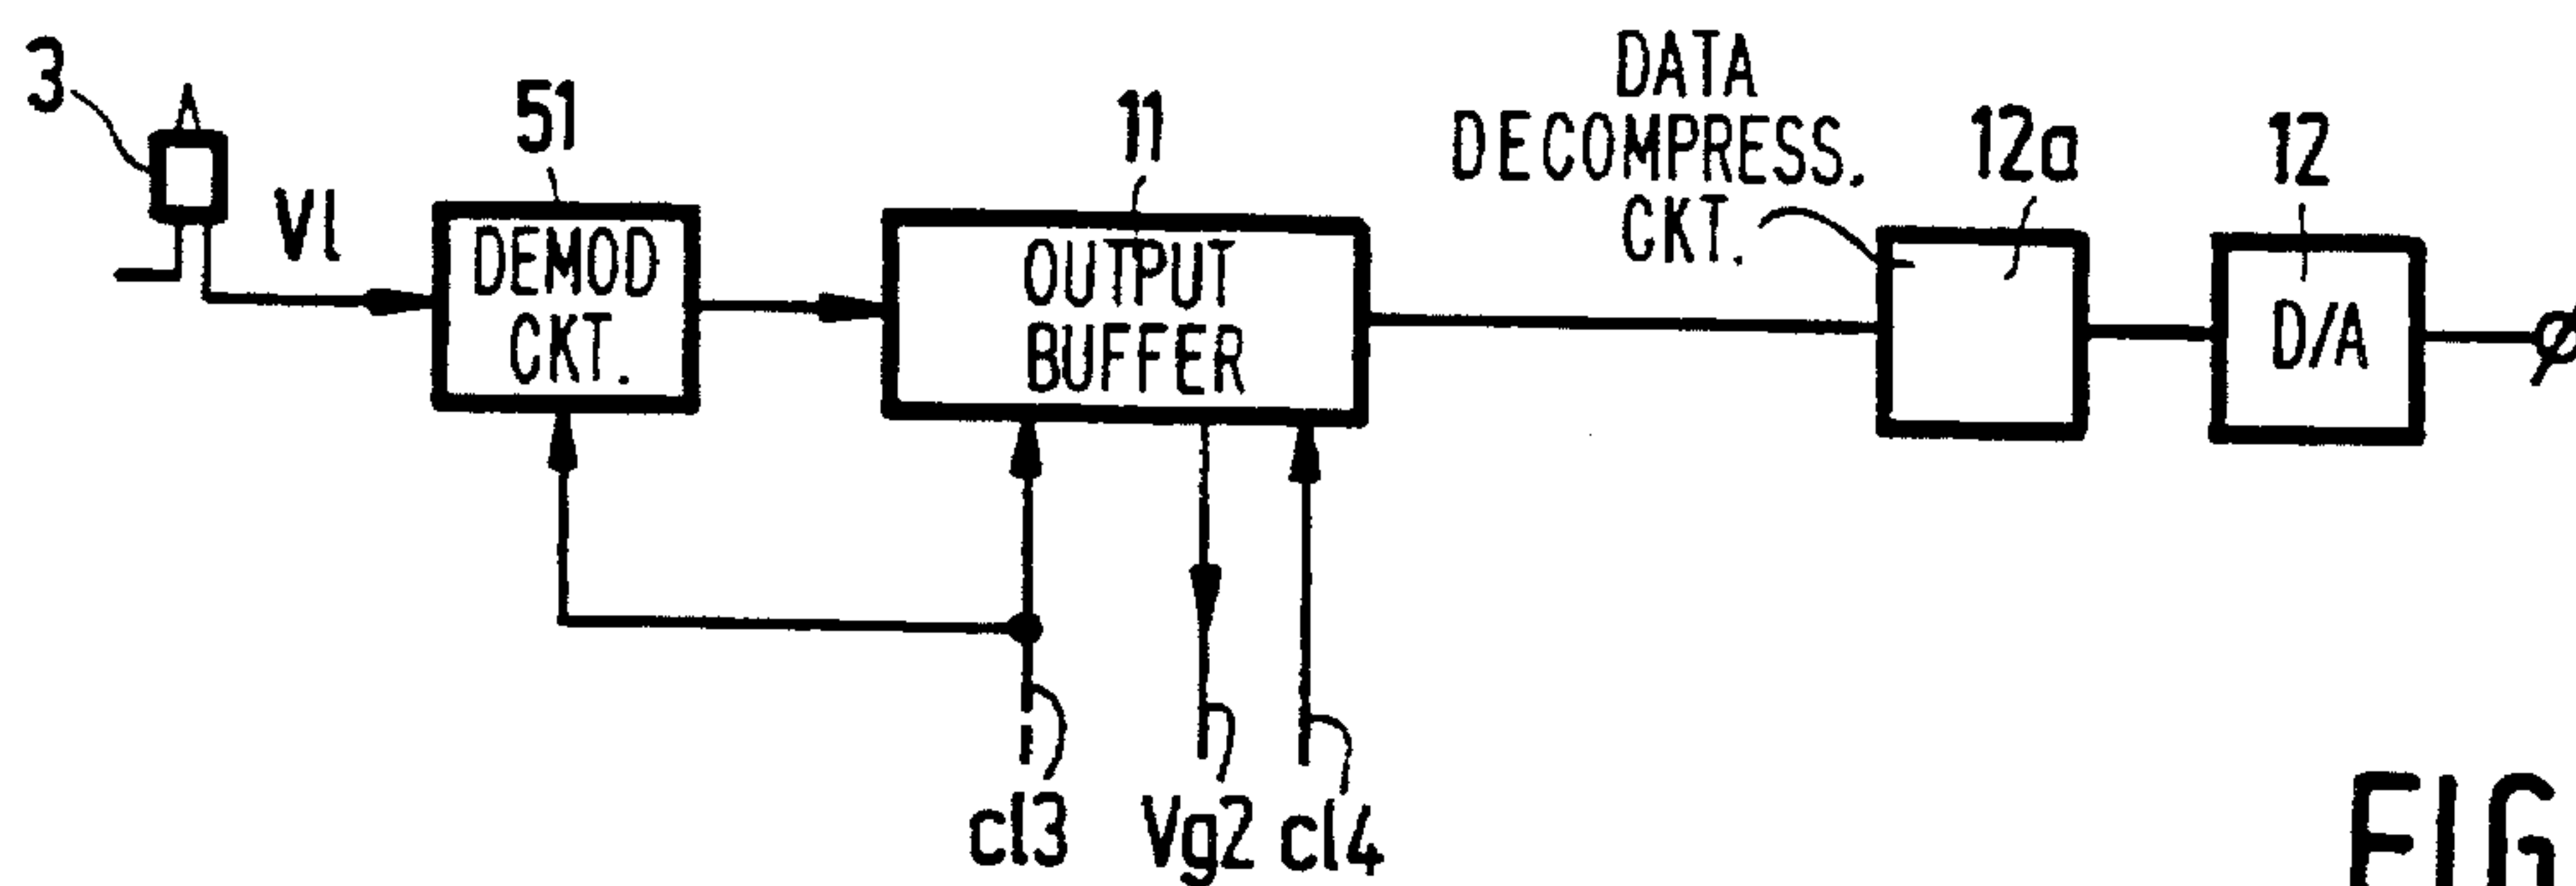 3
Vl
51
DEMOD
CKT.
11
OUTPUT
BUFFER
DATA
DECOMPRESS.
CKT.
12a
12
D/A
cl3
Vg2
cl4
FIG